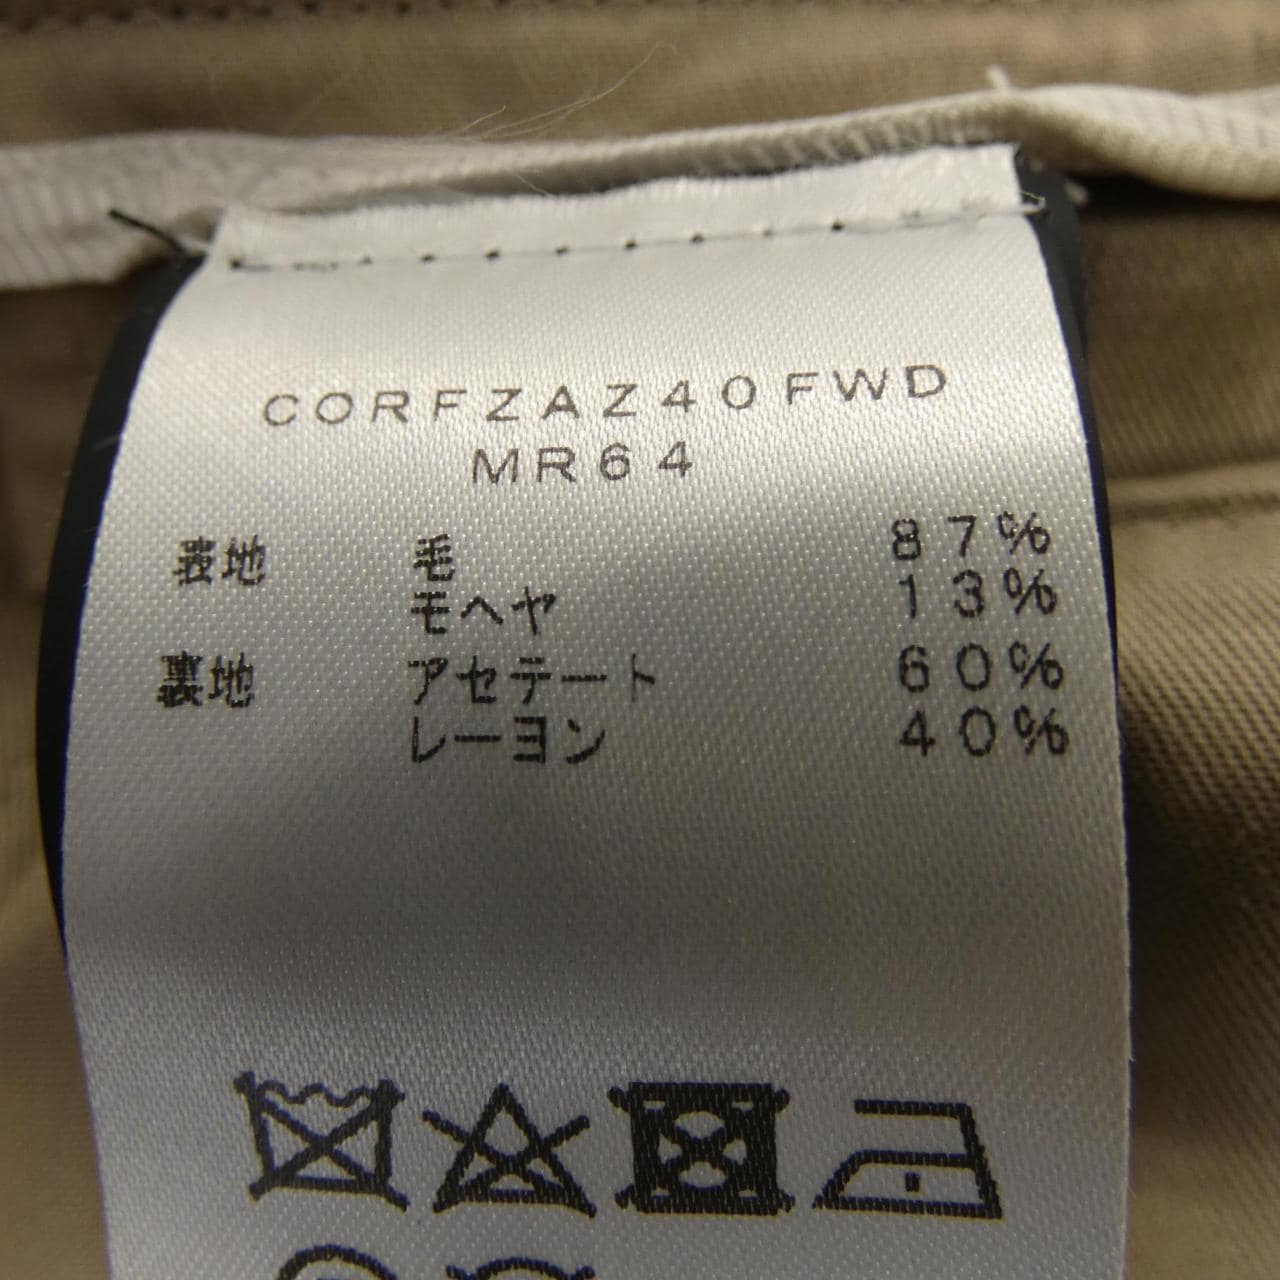 CORFZAZ40FWD
MR64
表地 毛 87%
モヘヤ 13%
裏地 アセテート 60%
レーヨン 40%